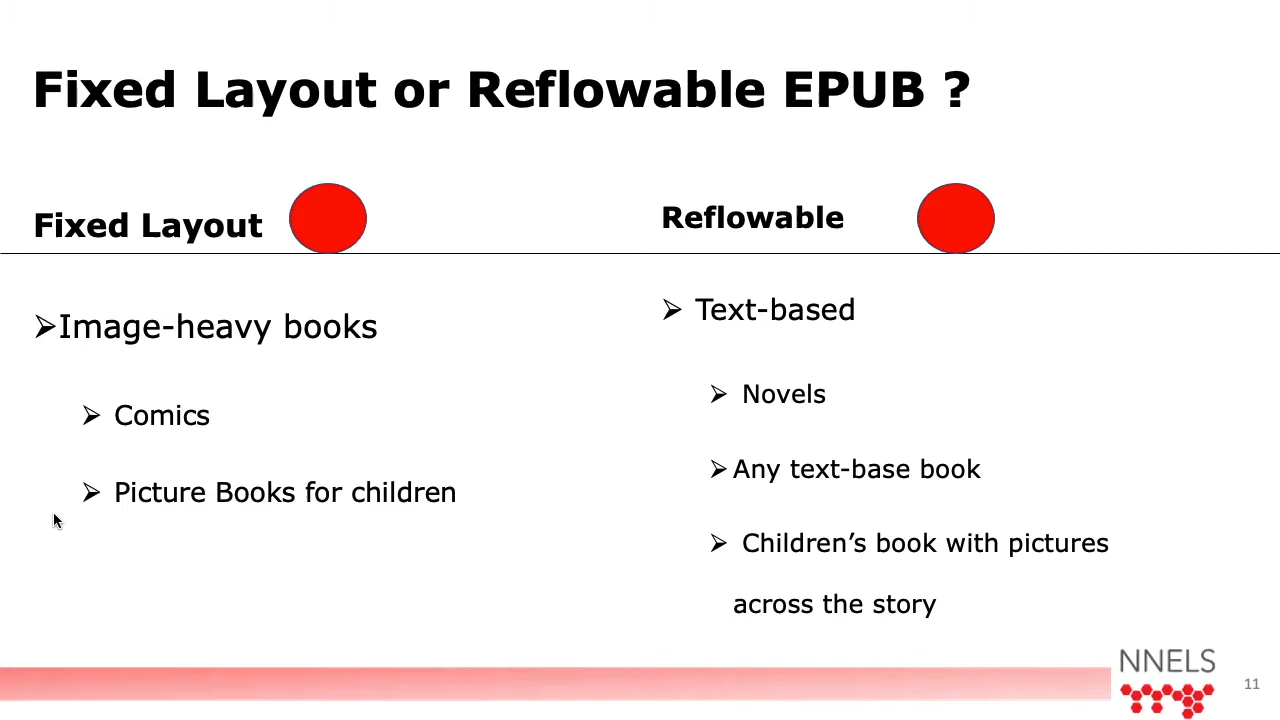 Fixed Layout or Reflowable EPUB ?
Fixed Layout
➢Image-heavy books
➢ Comics
➢ Picture Books for children
Reflowable
➢ Text-based
➢ Novels
➢Any text-base book
➢ Children’s book with pictures
across the story
NNELS
11